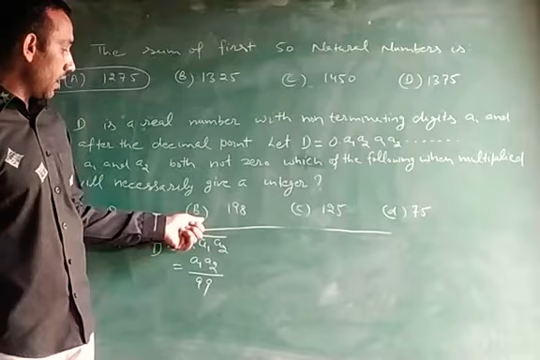 The sum of first 50 Natural Numbers is:
(A) 1275 (B) 1325 (C) 1450 (D) 1375
D is a real number with non terminating digits a₁ and
after the decimal point Let D = 0.a₁a₂a₁a₂........
a₁ and a₂ both not zero which of the following when multiplied
will necessarily give a integer?
(B) 198 (C) 125 (d) 75
D = a₁a₂
= a₁a₂
99